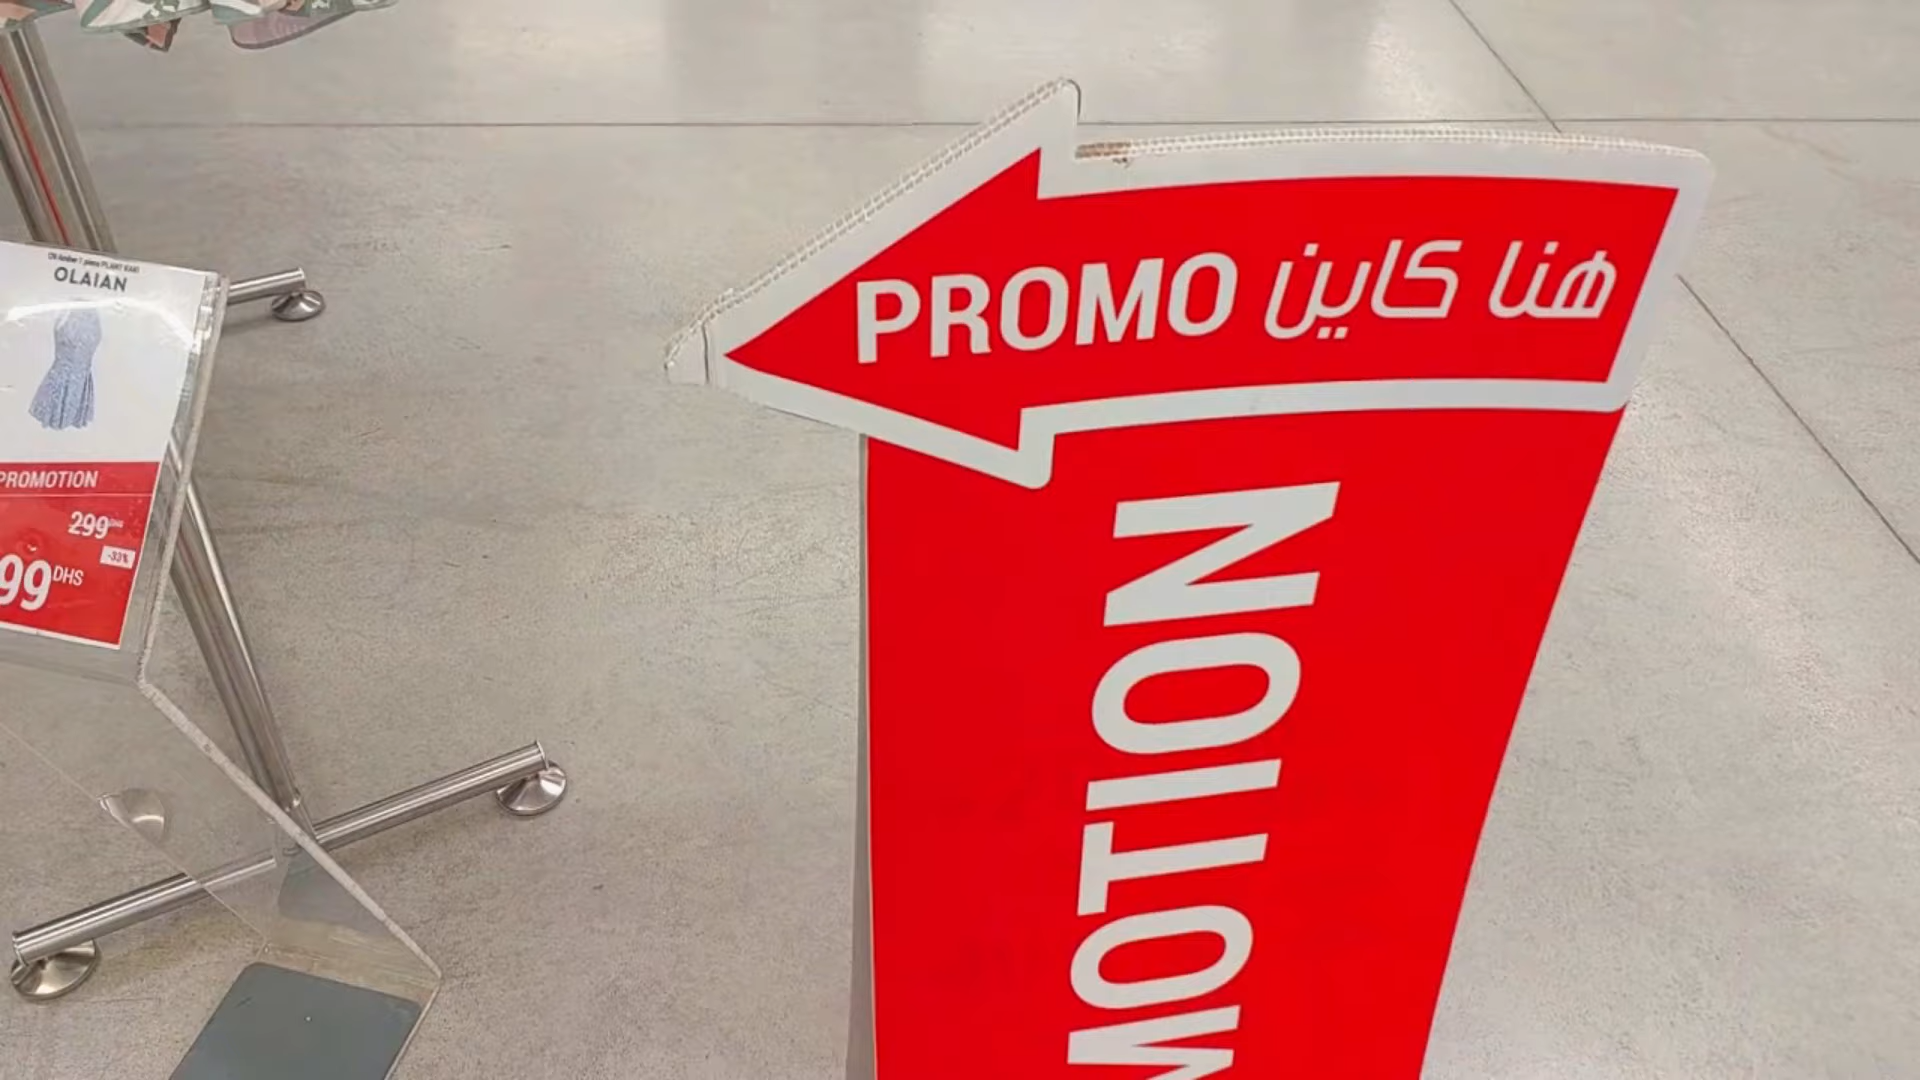 هنا كاين PROMO
MOTION
OLAIAN
PROMOTION
299
-33%
99 DHS